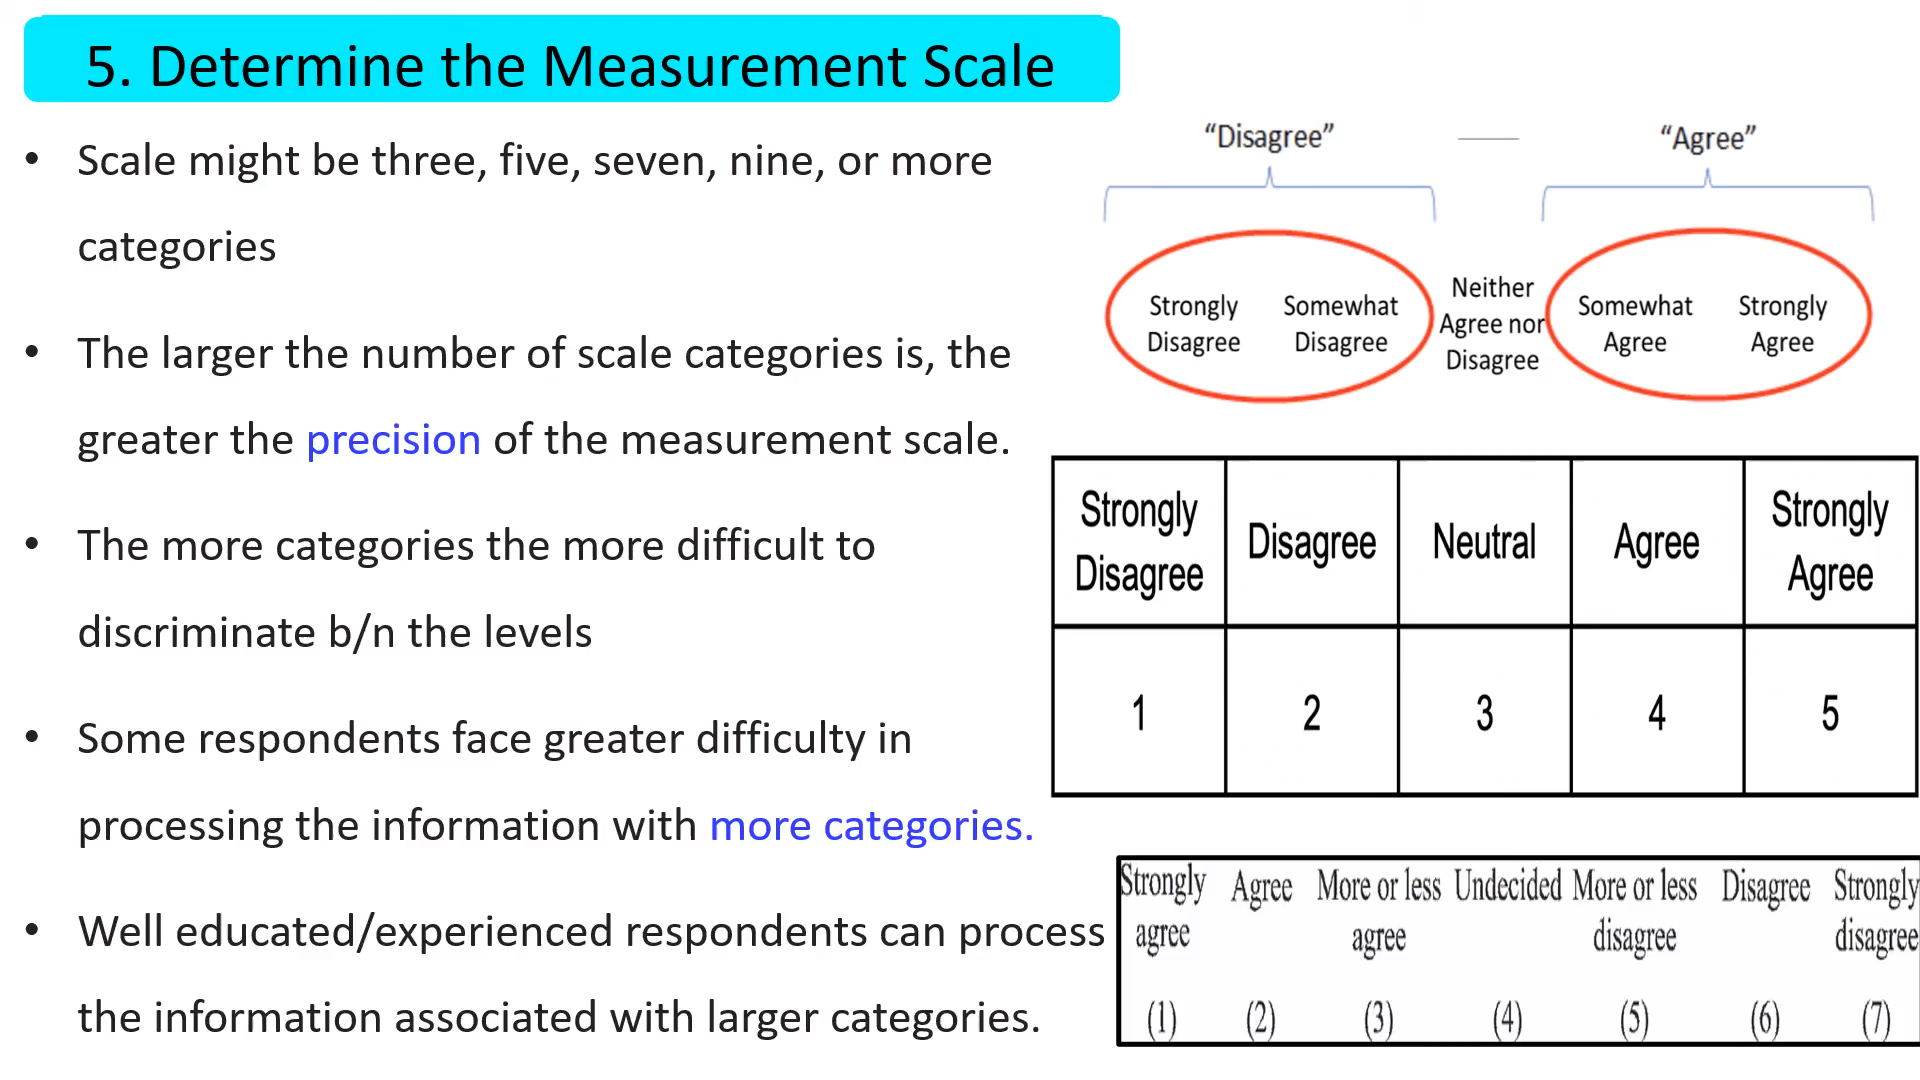 5. Determine the Measurement Scale
• Scale might be three, five, seven, nine, or more
categories
• The larger the number of scale categories is, the
greater the precision of the measurement scale.
• The more categories the more difficult to
discriminate b/n the levels
• Some respondents face greater difficulty in
processing the information with more categories.
• Well educated/experienced respondents can process
the information associated with larger categories.
“Disagree” “Agree”
Strongly Disagree
Somewhat Disagree
Neither Agree nor Disagree
Somewhat Agree
Strongly Agree
Strongly Disagree
Disagree
Neutral
Agree
Strongly Agree
1 2 3 4 5
Strongly agree
Agree
More or less agree
Undecided
More or less disagree
Disagree
Strongly disagree
(1) (2) (3) (4) (5) (6) (7)